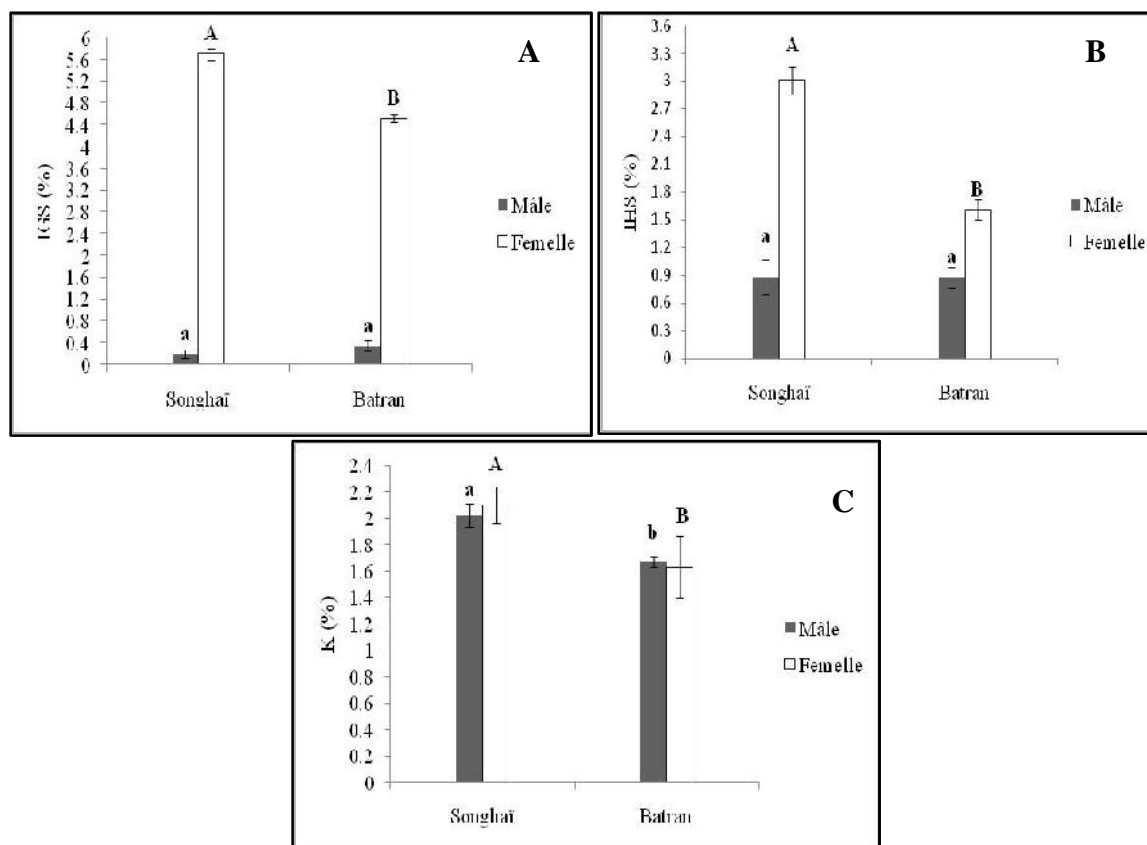 A
IGS (%)
6
5.6
5.2
4.8
4.4
4
3.6
3.2
2.8
2.4
2
1.6
1.2
0.8
0.4
0
A
B
a
a
Songhaï
Batran
Mâle
Femelle
B
IHS (%)
3.6
3.3
3
2.7
2.4
2.1
1.8
1.5
1.2
0.9
0.6
0.3
0
A
B
a
a
Songhaï
Batran
Mâle
Femelle
C
K (%)
2.4
2.2
2
1.8
1.6
1.4
1.2
1
0.8
0.6
0.4
0.2
0
a
A
b
B
Songhaï
Batran
Mâle
Femelle